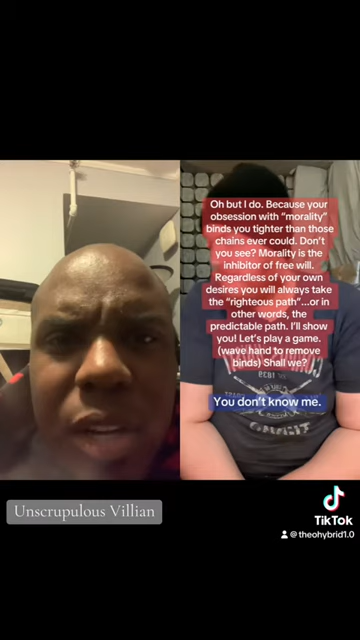 Oh but I do. Because your
obsession with "morality"
binds you tighter than those
chains ever could. Don't
you see? Morality is the
inhibitor of free will.
Regardless of your own
desires you will always take
the "righteous path"...or in
other words, the
predictable path. I'll show
you! Let's play a game.
(wave hand to remove
binds) Shall we?
You don't know me.
Unscrupulous Villian
TikTok
@theohybrid1.0